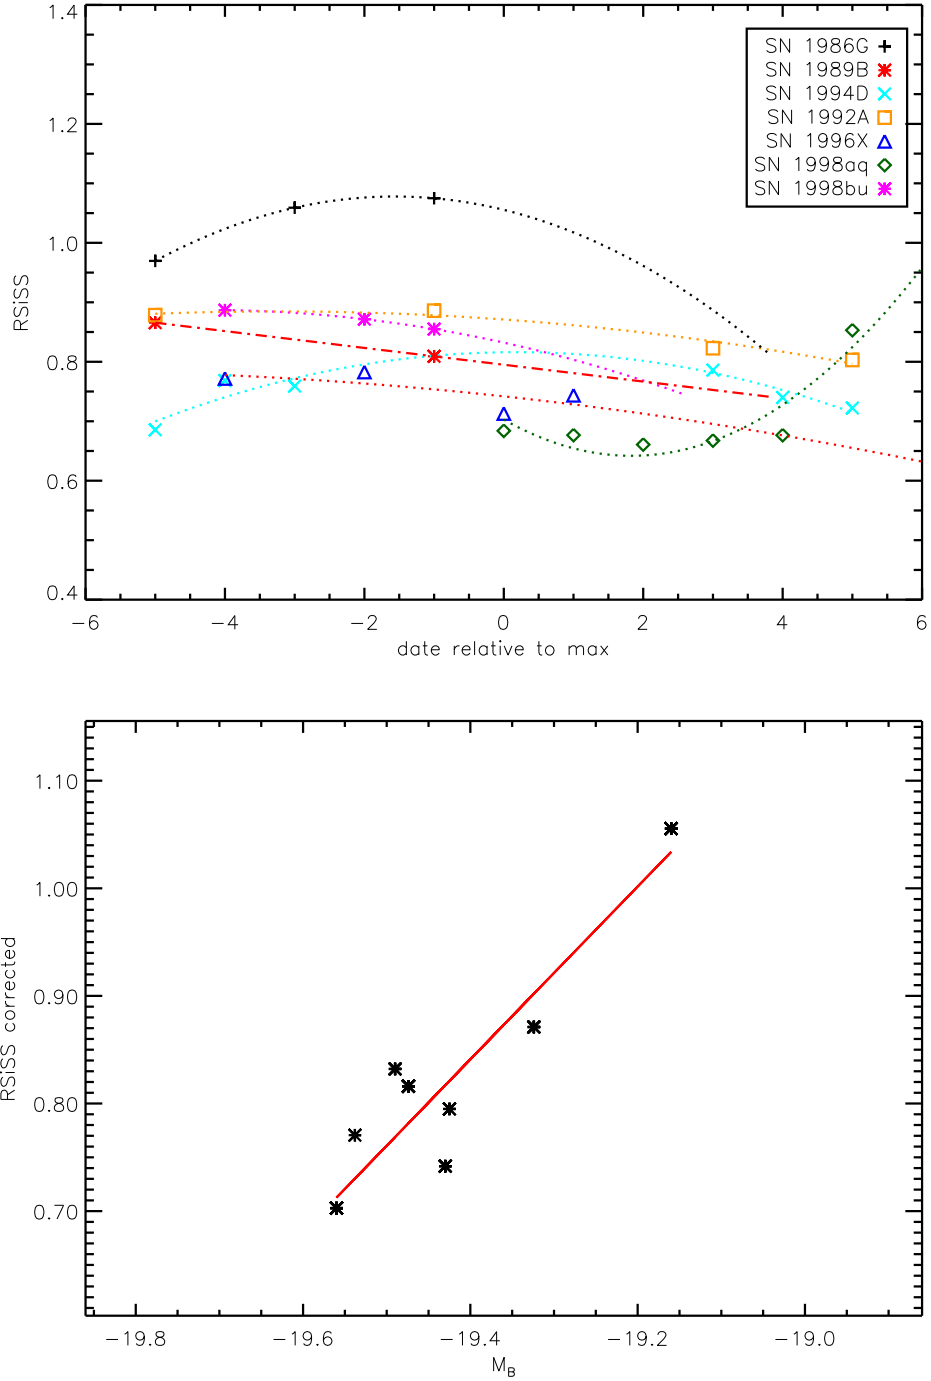 1.4
1.2
1.0
0.8
0.6
0.4
RSiSS
SN 1986G
SN 1989B
SN 1994D
SN 1992A
SN 1996X
SN 1998aq
SN 1998bu
−6 −4 −2 0 2 4 6
date relative to max
1.10
1.00
0.90
0.80
0.70
RSiSS corrected
−19.8 −19.6 −19.4 −19.2 −19.0
M_B